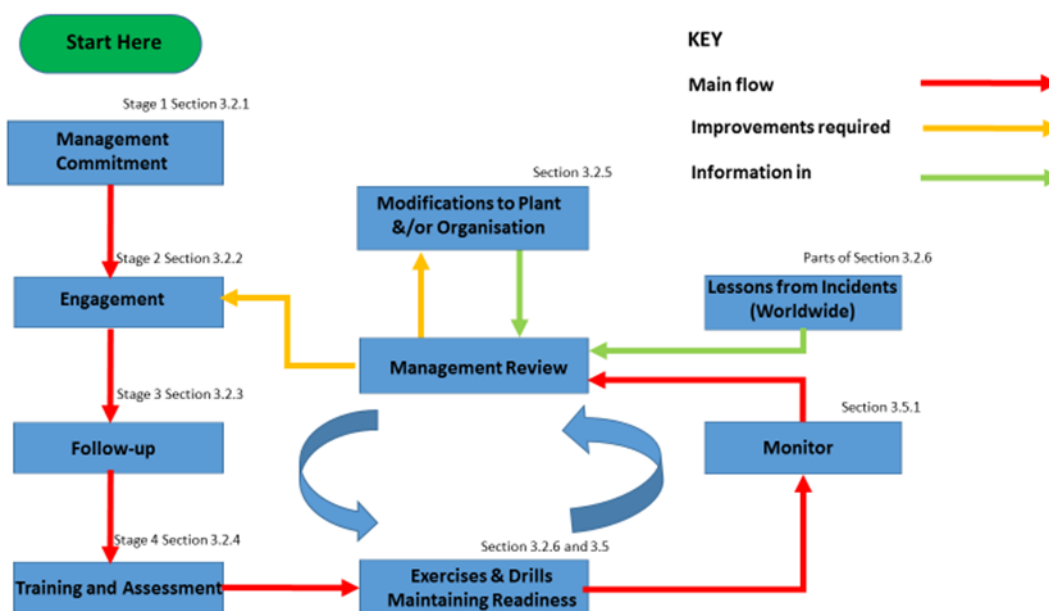 Start Here
KEY
Main flow
Improvements required
Information in
Stage 1 Section 3.2.1
Management
Commitment
Section 3.2.5
Modifications to Plant
&/or Organisation
Stage 2 Section 3.2.2
Engagement
Parts of Section 3.2.6
Lessons from Incidents
(Worldwide)
Management Review
Stage 3 Section 3.2.3
Follow-up
Section 3.5.1
Monitor
Stage 4 Section 3.2.4
Training and Assessment
Section 3.2.6 and 3.5
Exercises & Drills
Maintaining Readiness